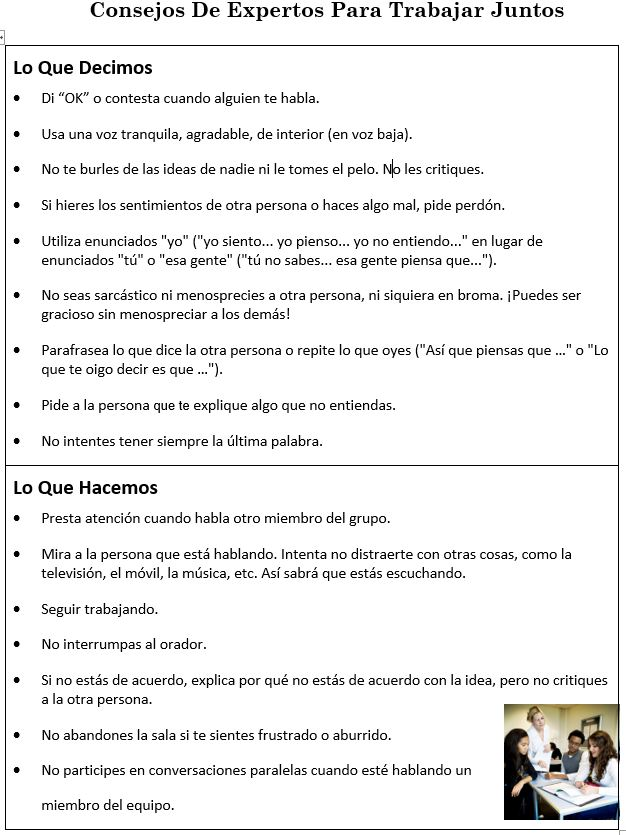 Consejos De Expertos Para Trabajar Juntos
Lo Que Decimos
• Di “OK” o contesta cuando alguien te habla.
• Usa una voz tranquila, agradable, de interior (en voz baja).
• No te burles de las ideas de nadie ni le tomes el pelo. No les critiques.
• Si hieres los sentimientos de otra persona o haces algo mal, pide perdón.
• Utiliza enunciados "yo" ("yo siento... yo pienso... yo no entiendo..." en lugar de
enunciados "tú" o "esa gente" ("tú no sabes... esa gente piensa que...").
• No seas sarcástico ni menosprecies a otra persona, ni siquiera en broma. ¡Puedes ser
gracioso sin menospreciar a los demás!
• Parafrasea lo que dice la otra persona o repite lo que oyes ("Así que piensas que …" o "Lo
que te oigo decir es que …").
• Pide a la persona que te explique algo que no entiendas.
• No intentes tener siempre la última palabra.
Lo Que Hacemos
• Presta atención cuando habla otro miembro del grupo.
• Mira a la persona que está hablando. Intenta no distraerte con otras cosas, como la
televisión, el móvil, la música, etc. Así sabrá que estás escuchando.
• Seguir trabajando.
• No interrumpas al orador.
• Si no estás de acuerdo, explica por qué no estás de acuerdo con la idea, pero no critiques
a la otra persona.
• No abandones la sala si te sientes frustrado o aburrido.
• No participes en conversaciones paralelas cuando esté hablando un
miembro del equipo.